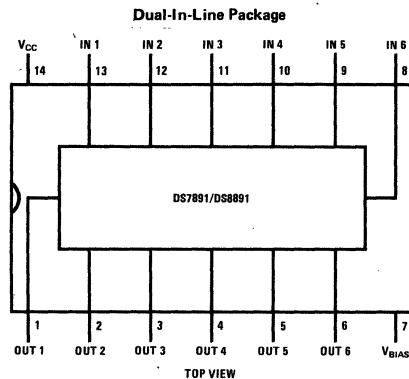 Dual-In-Line Package
VCC IN 1 IN 2 IN 3 IN 4 IN 5 IN 6
14 13 12 11 10 9 8
DS7891/DS8891
1 2 3 4 5 6 7
OUT 1 OUT 2 OUT 3 OUT 4 OUT 5 OUT 6 VBIAS
TOP VIEW